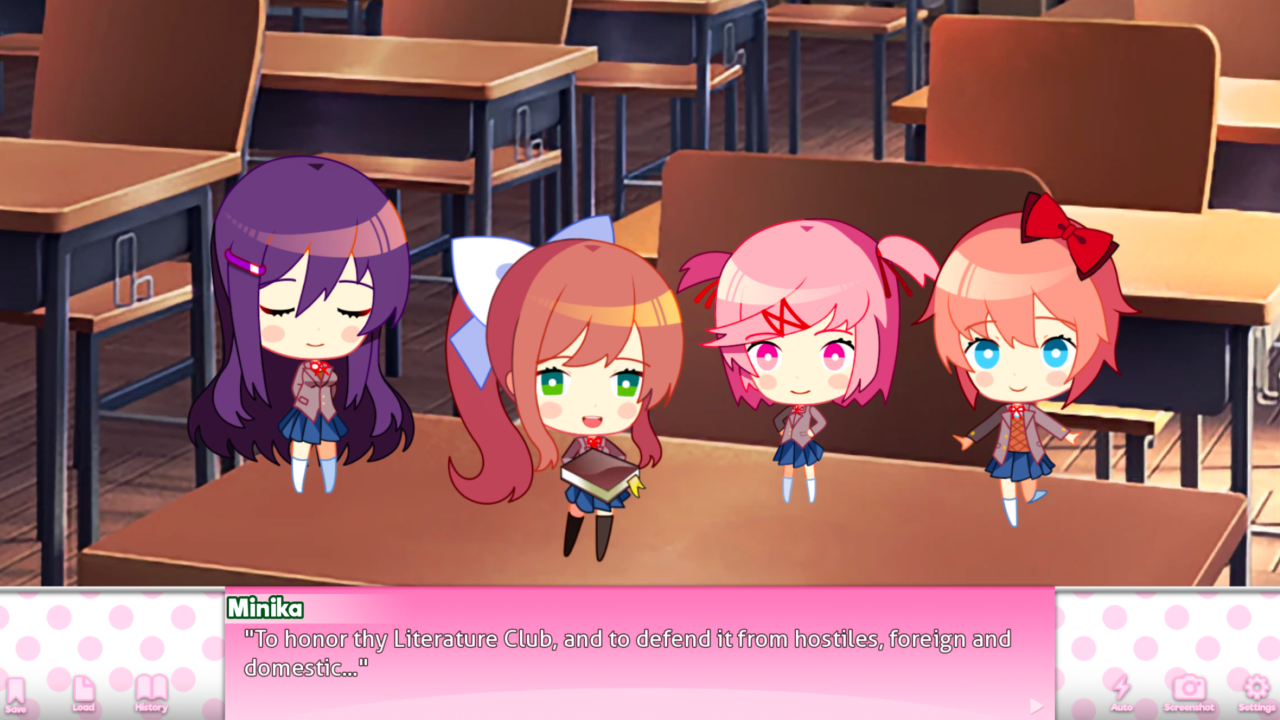 Minika
"To honor thy Literature Club, and to defend it from hostiles, foreign and
domestic..."
Save
Load
History
Auto
Screenshot
Settings